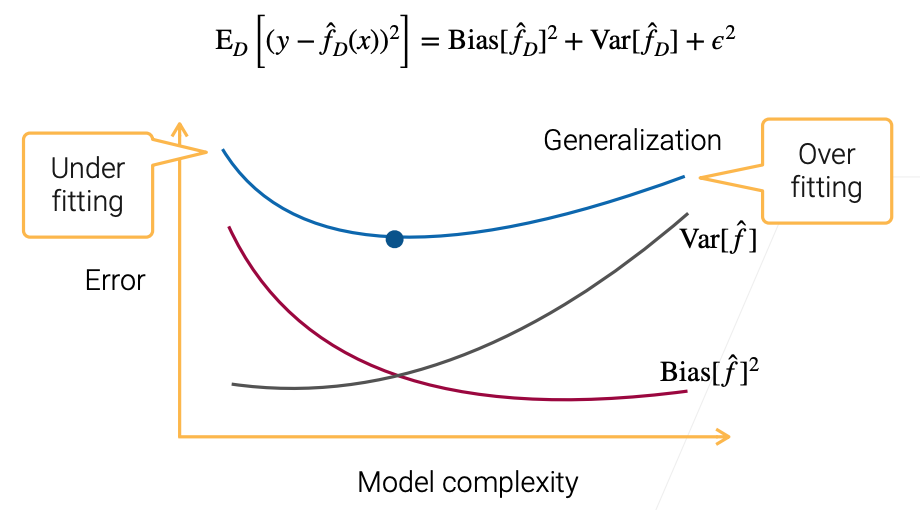 E_D [(y − f̂_D(x))²] = Bias[f̂_D]² + Var[f̂_D] + ϵ²
Under
fitting
Generalization
Over
fitting
Var[f̂]
Error
Bias[f̂]²
Model complexity